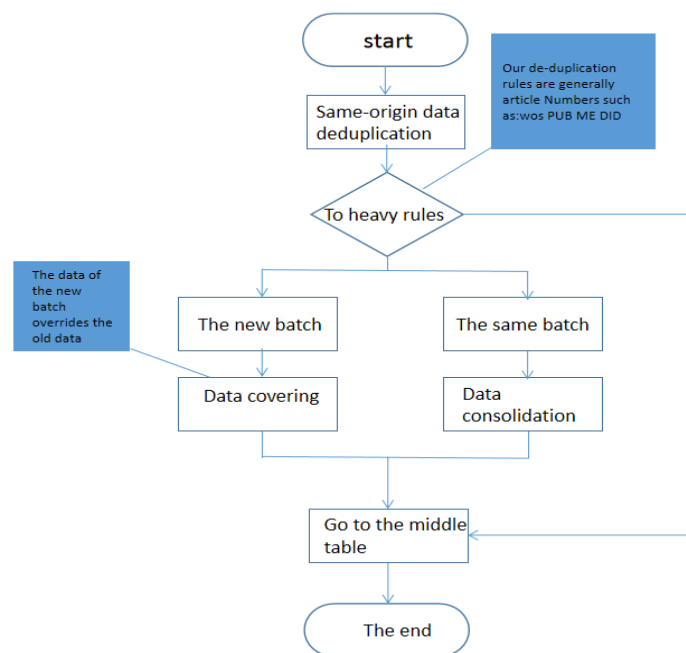 start
Our de-duplication
rules are generally
article Numbers such
as:wos PUB ME DID
Same-origin data
deduplication
To heavy rules
The data of
the new
batch
overrides the
old data
The new batch
The same batch
Data covering
Data
consolidation
Go to the middle
table
The end